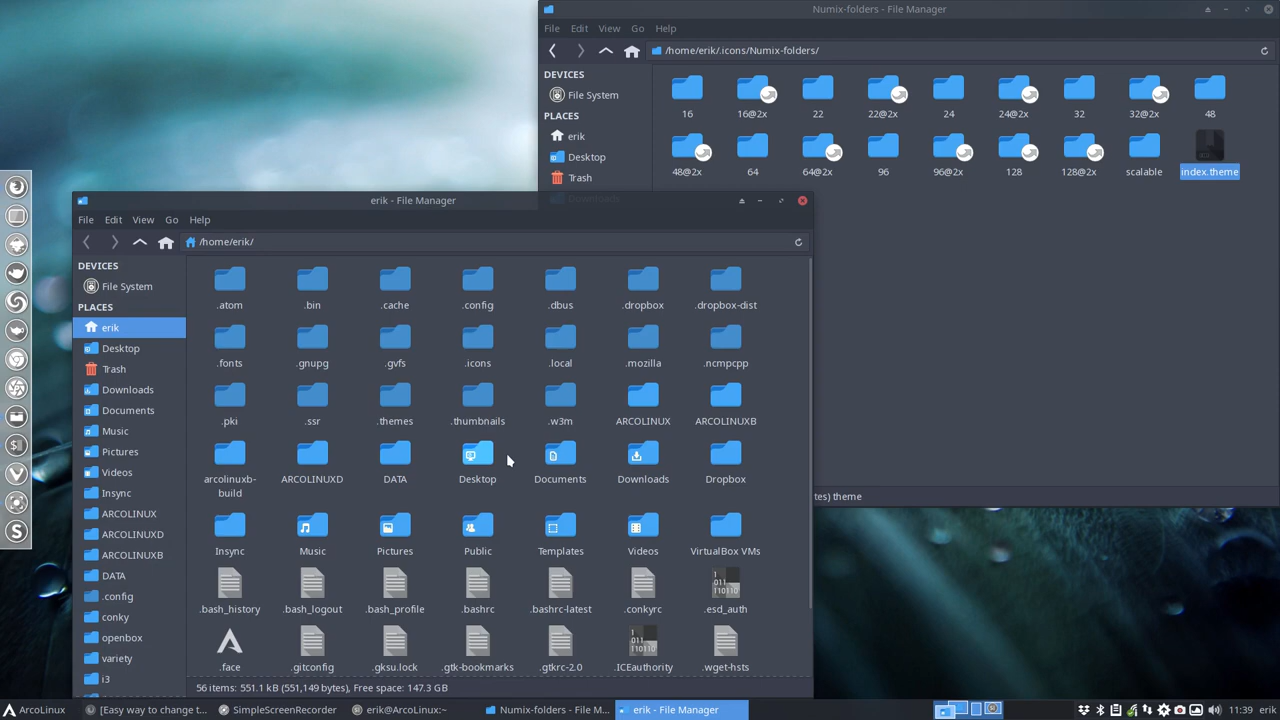 Numix-folders - File Manager
File Edit View Go Help
/home/erik/.icons/Numix-folders/
DEVICES
File System
PLACES
erik
Desktop
Trash
Downloads
16 16@2x 22 22@2x 24 24@2x 32 32@2x 48
48@2x 64 64@2x 96 96@2x 128 128@2x scalable index.theme
tes) theme
erik - File Manager
File Edit View Go Help
/home/erik/
DEVICES
File System
PLACES
erik
Desktop
Trash
Downloads
Documents
Music
Pictures
Videos
Insync
ARCOLINUX
ARCOLINUXD
ARCOLINUXB
DATA
.config
conky
openbox
variety
i3
.atom .bin .cache .config .dbus .dropbox .dropbox-dist
.fonts .gnupg .gvfs .icons .local .mozilla .ncmpcpp
.pki .ssr .themes .thumbnails .w3m ARCOLINUX ARCOLINUXB
arcolinuxb-build ARCOLINUXD DATA Desktop Documents Downloads Dropbox
Insync Music Pictures Public Templates Videos VirtualBox VMs
.bash_history .bash_logout .bash_profile .bashrc .bashrc-latest .conkyrc .esd_auth
.face .gitconfig .gksu.lock .gtk-bookmarks .gtkrc-2.0 .ICEauthority .wget-hsts
56 items: 551.1 kB (551,149 bytes), Free space: 147.3 GB
ArcoLinux [Easy way to change t... SimpleScreenRecorder erik@ArcoLinux:~ Numix-folders - File M... erik - File Manager 11:39 erik